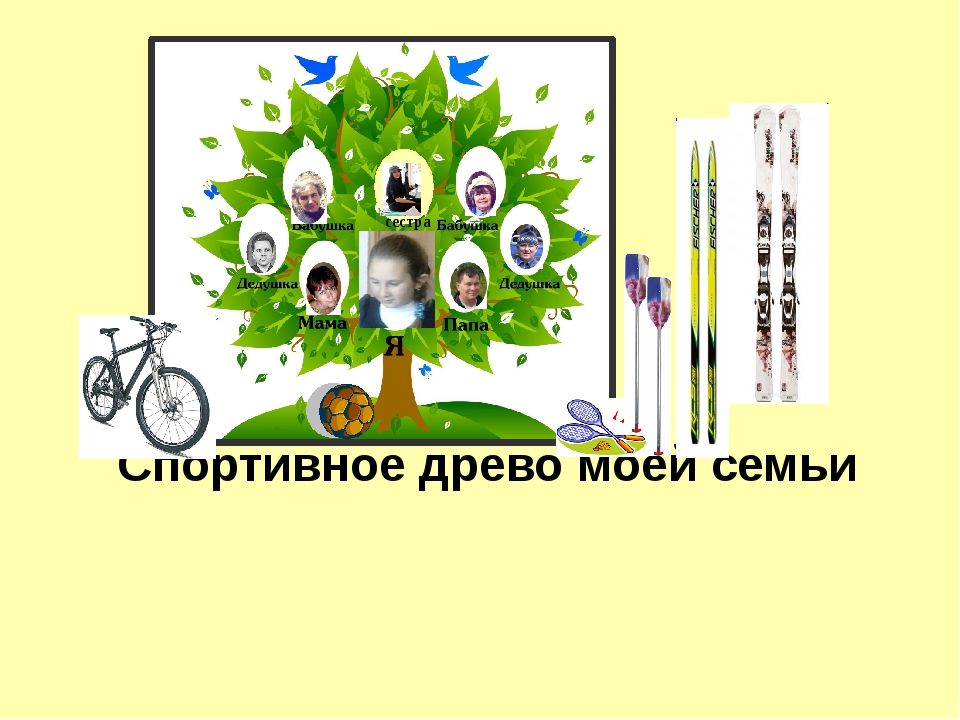 Бабушка
сестра
Бабушка
Дедушка
Дедушка
Мама
Папа
Я
FISCHER
FISCHER
Спортивное древо моей семьи